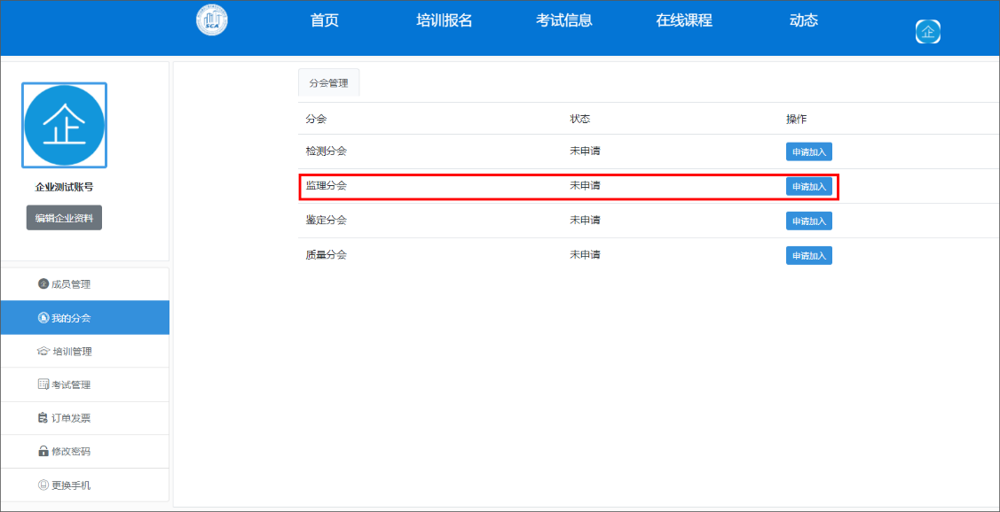 首页 培训报名 考试信息 在线课程 动态
SCA
企
企
企业测试账号
编辑企业资料
成员管理
我的分会
培训管理
考试管理
订单发票
修改密码
更换手机
分会管理
分会 状态 操作
检测分会 未申请 申请加入
监理分会 未申请 申请加入
鉴定分会 未申请 申请加入
质量分会 未申请 申请加入